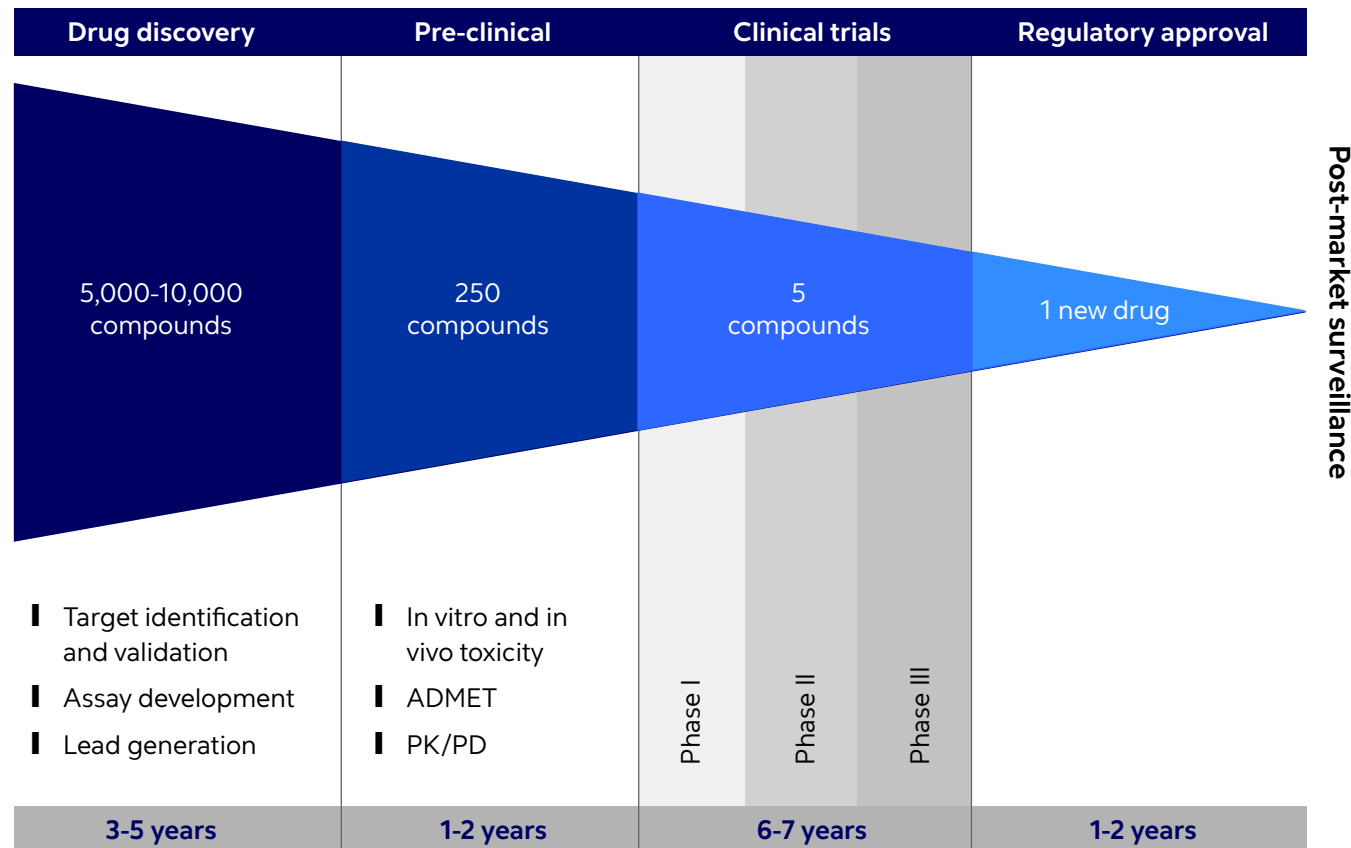 Drug discovery
Pre-clinical
Clinical trials
Regulatory approval
5,000-10,000
compounds
250
compounds
5
compounds
1 new drug
Post-market surveillance
Target identification
and validation
Assay development
Lead generation
In vitro and in
vivo toxicity
ADMET
PK/PD
Phase I
Phase II
Phase III
3-5 years
1-2 years
6-7 years
1-2 years